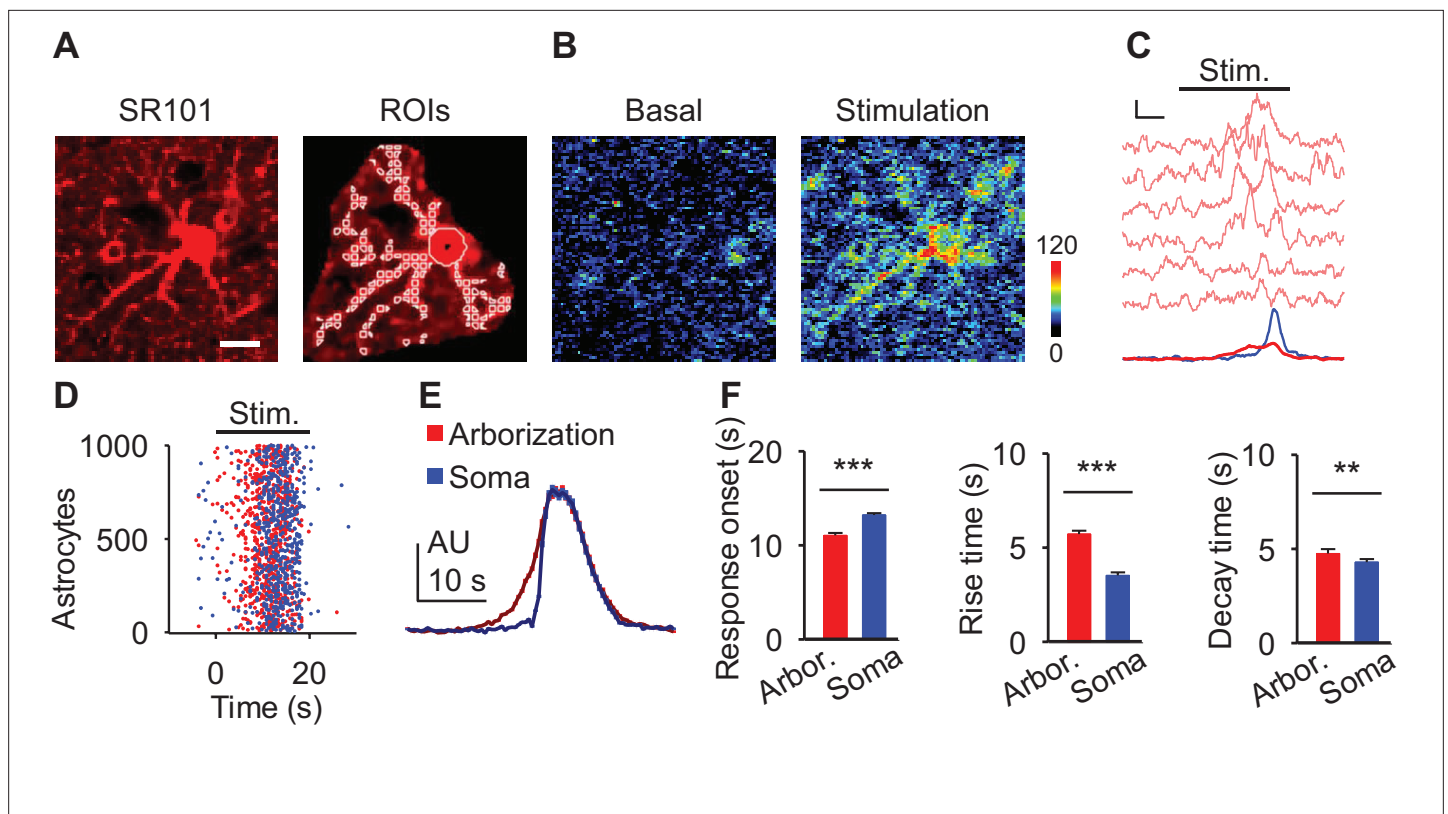 A
SR101
ROIs
B
Basal
Stimulation
120
0
C
Stim.
D
Stim.
1000
500
0
Astrocytes
0
20
Time (s)
E
Arborization
Soma
AU
10 s
F
Response onset (s)
20
10
0
***
Arbor.
Soma
Rise time (s)
10
5
0
***
Arbor.
Soma
Decay time (s)
10
5
0
**
Arbor.
Soma